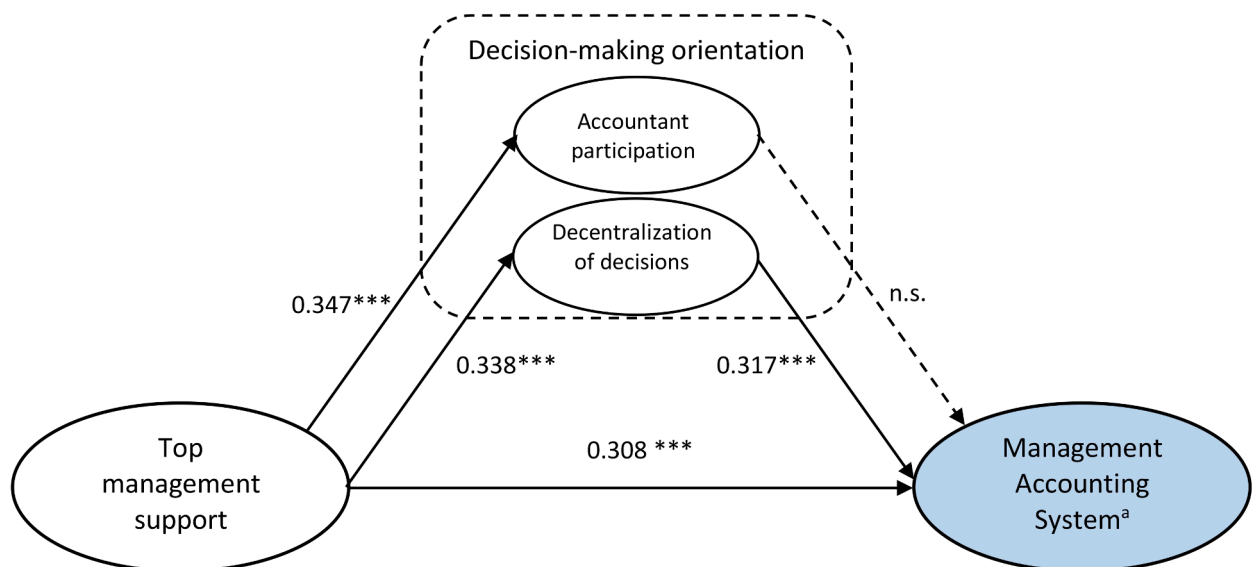 Decision-making orientation
Accountant
participation
Decentralization
of decisions
0.347***
n.s.
0.338***
0.317***
0.308 ***
Top
management
support
Management
Accounting
Systemᵃ